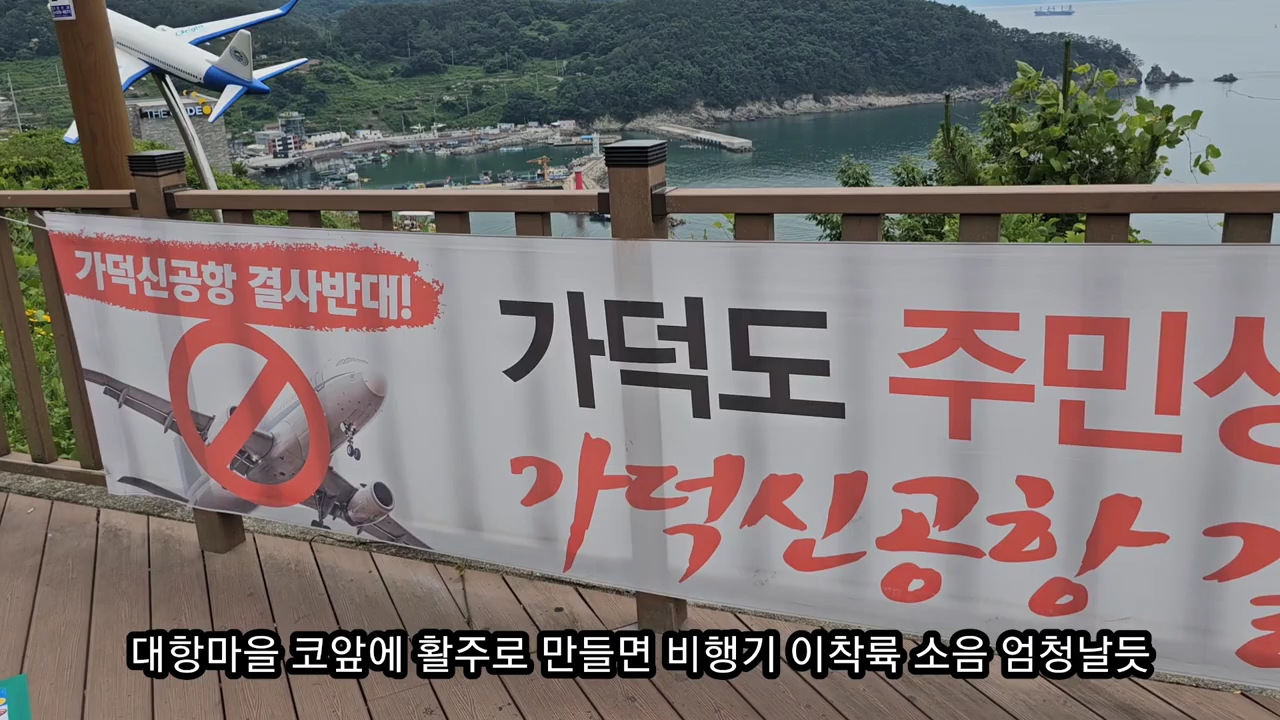 가덕신공항 결사반대!
가덕도 주민
가덕신공항
대항마을 코앞에 활주로 만들면 비행기 이착륙 소음 엄청날듯